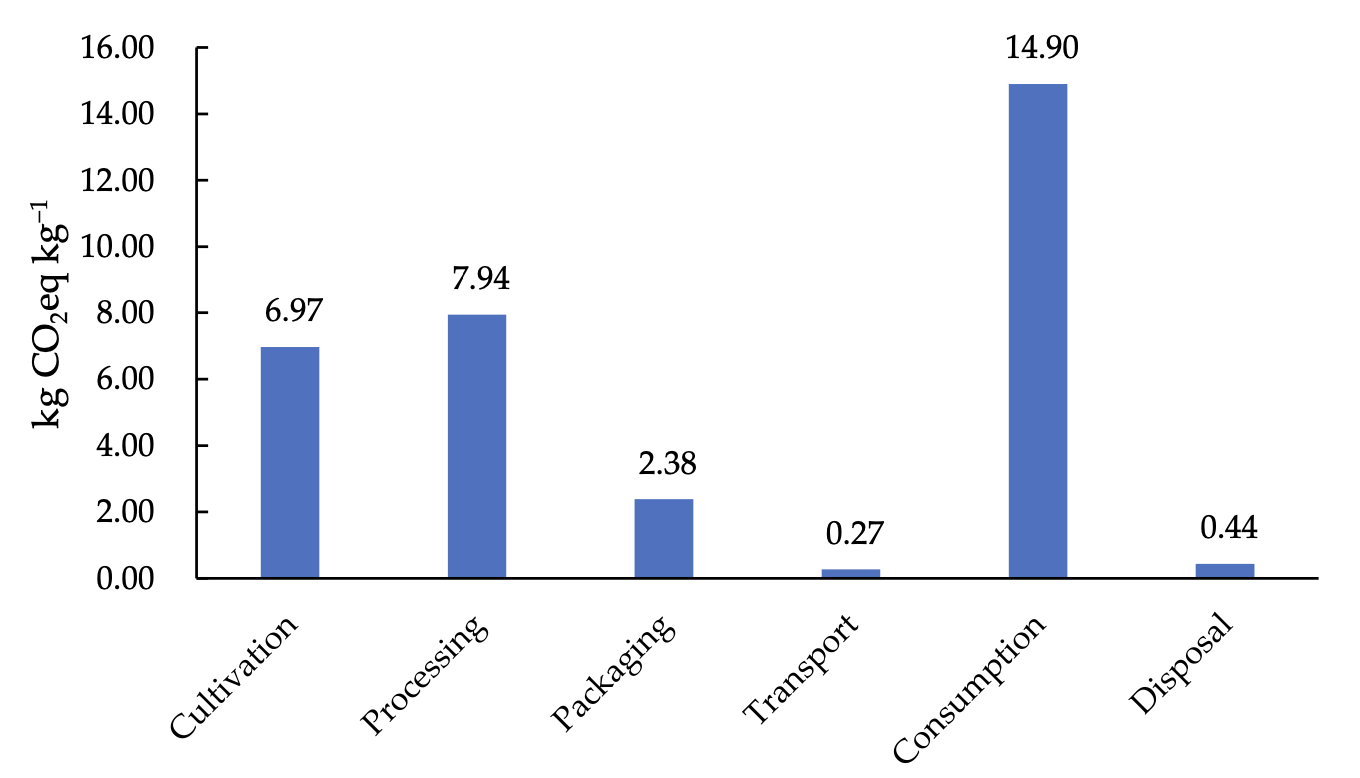 16.00
14.00
12.00
10.00
8.00
6.00
4.00
2.00
0.00
kg CO₂eq kg⁻¹
6.97
7.94
2.38
0.27
14.90
0.44
Cultivation
Processing
Packaging
Transport
Consumption
Disposal